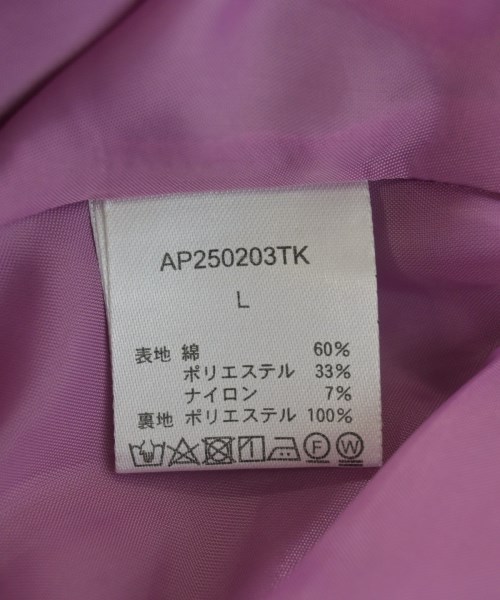 AP250203TK
L
表地 綿 60%
ポリエステル 33%
ナイロン 7%
裏地 ポリエステル 100%
F W